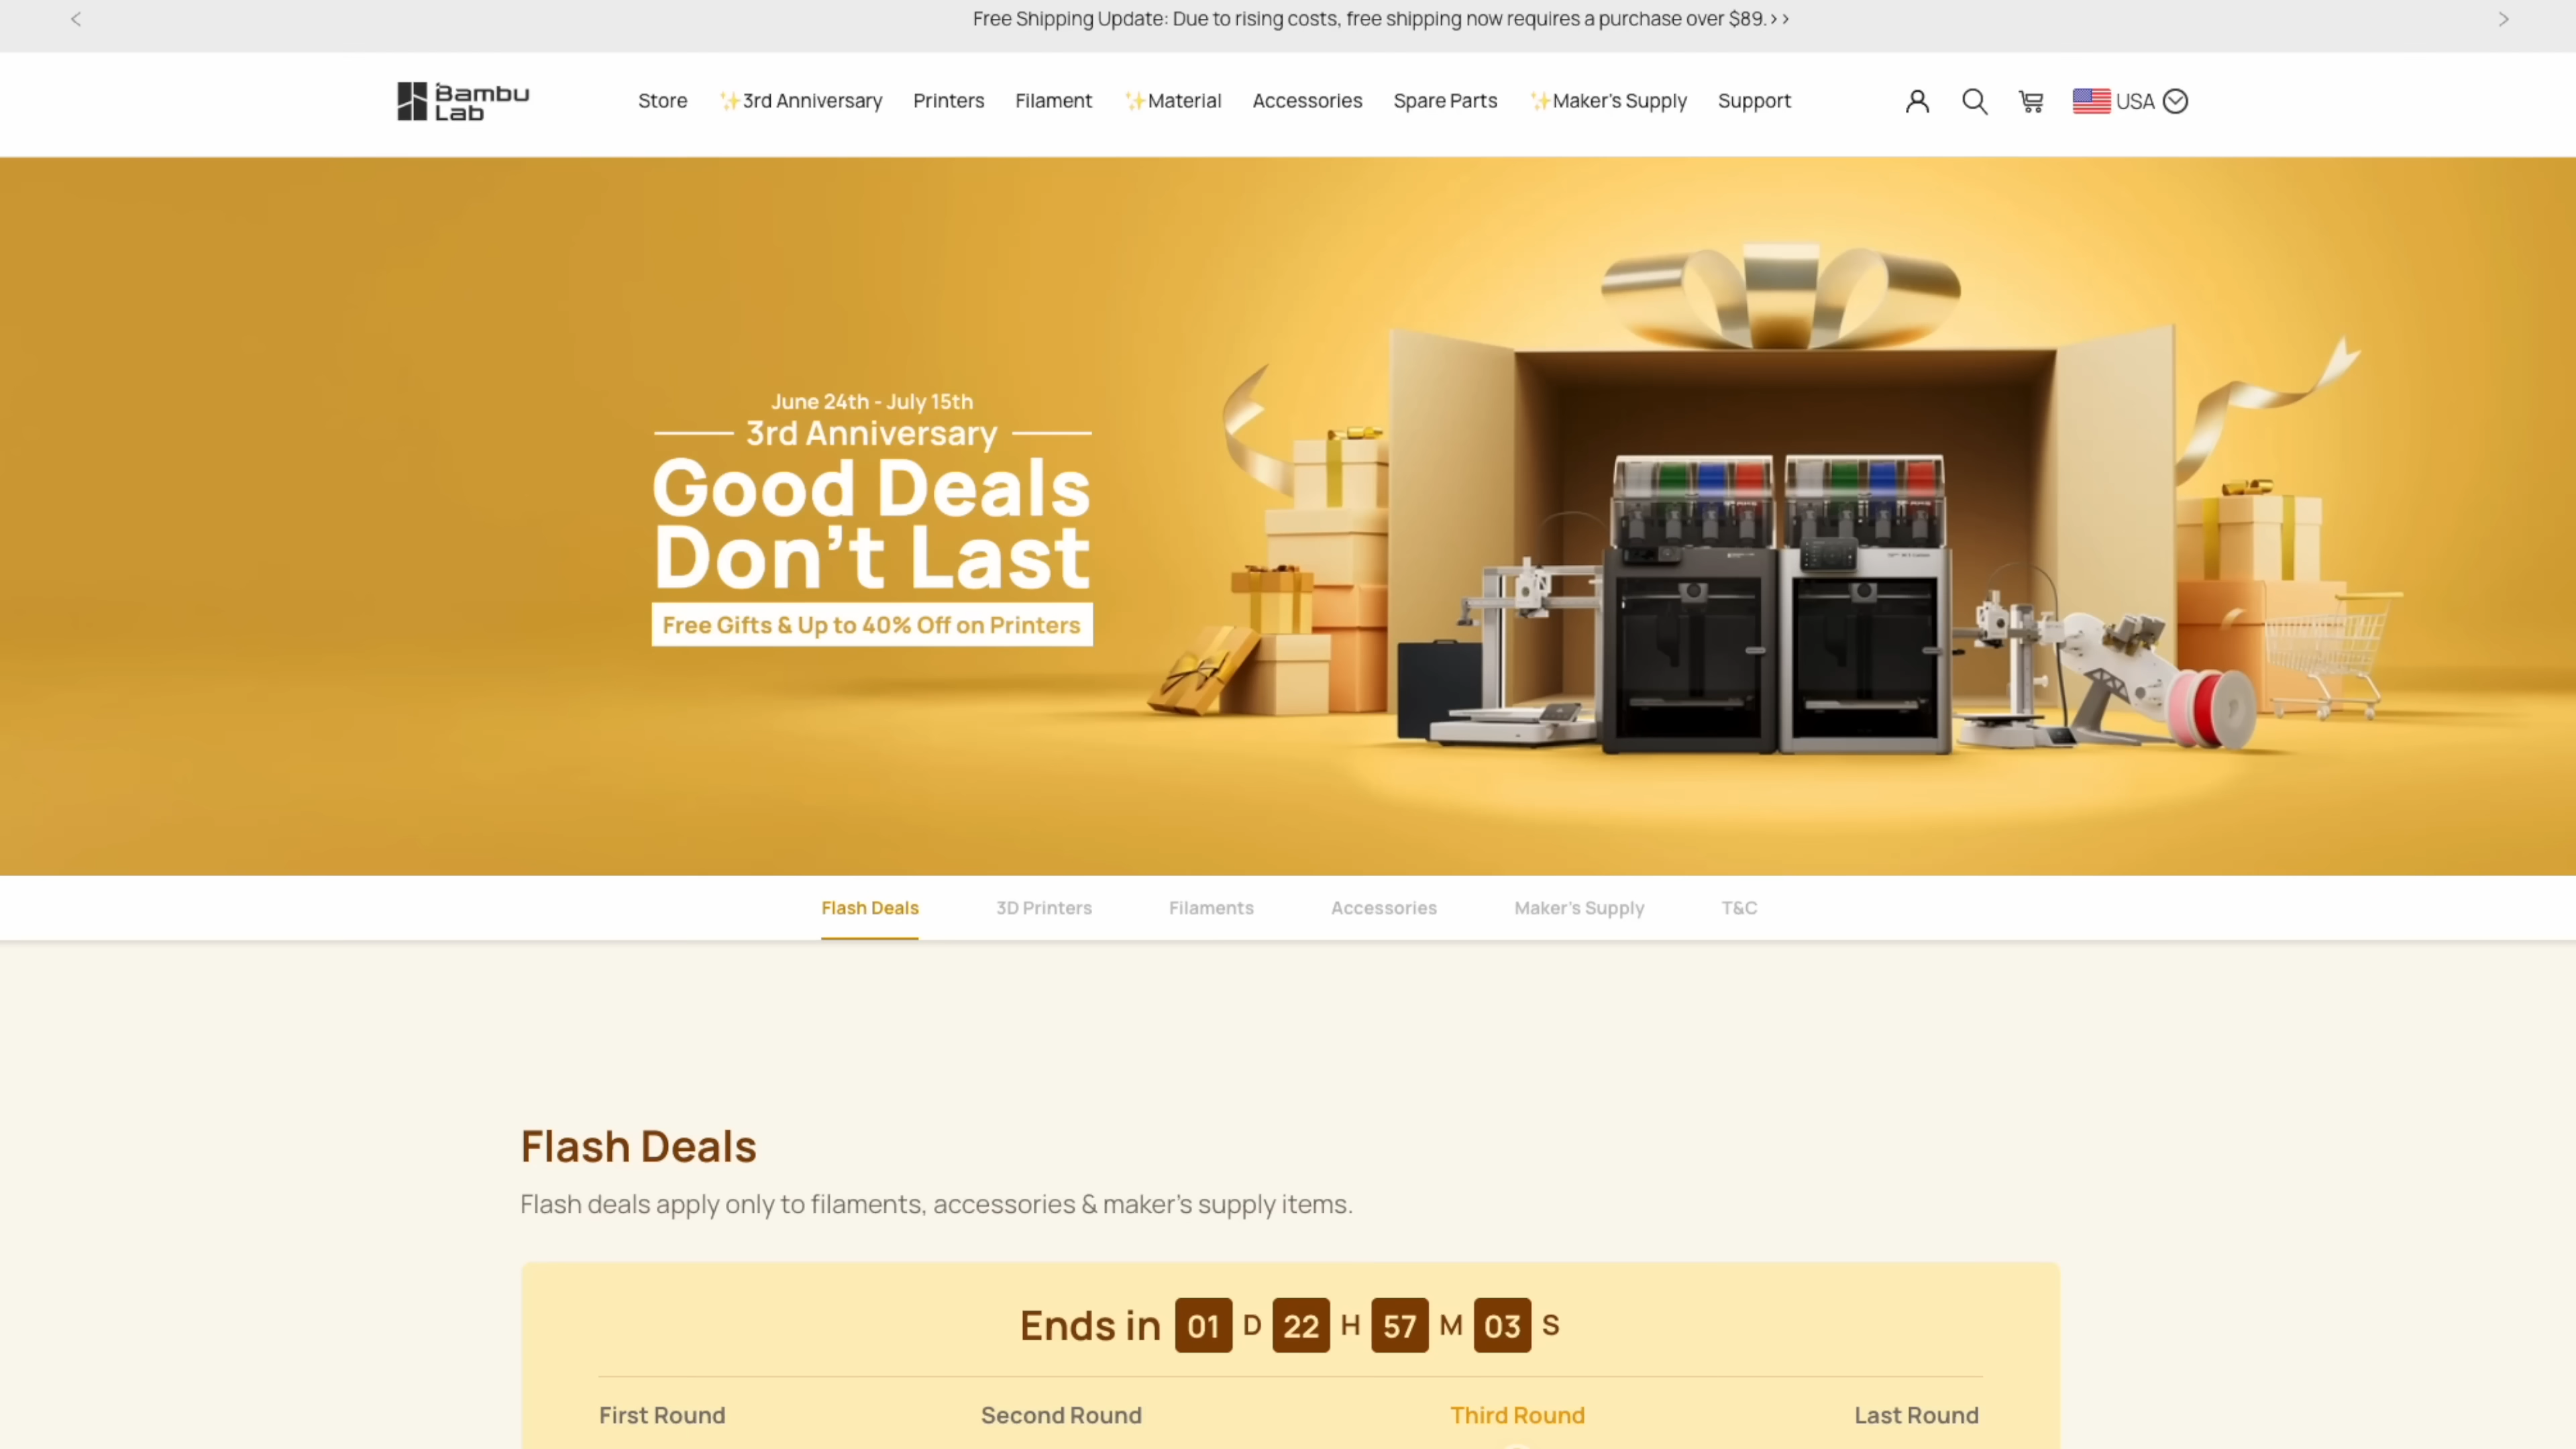 Free Shipping Update: Due to rising costs, free shipping now requires a purchase over $89.>>
Bambu
Lab
Store ✨3rd Anniversary Printers Filament ✨Material Accessories Spare Parts ✨Maker's Supply Support USA
June 24th - July 15th
3rd Anniversary
Good Deals
Don't Last
Free Gifts & Up to 40% Off on Printers
Flash Deals 3D Printers Filaments Accessories Maker's Supply T&C
Flash Deals
Flash deals apply only to filaments, accessories & maker's supply items.
Ends in 01 D 22 H 57 M 03 S
First Round Second Round Third Round Last Round